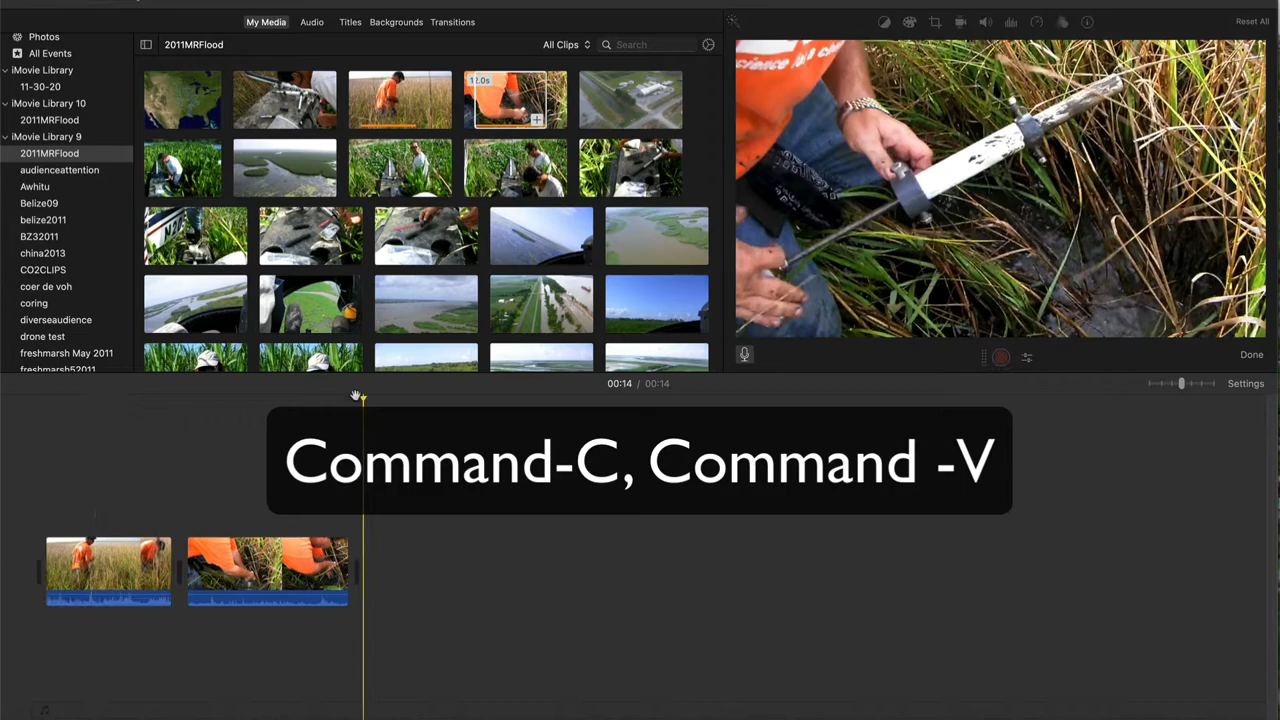 My Media Audio Titles Backgrounds Transitions
Reset All
Photos
All Events
iMovie Library
11-30-20
iMovie Library 10
2011MRFlood
iMovie Library 9
2011MRFlood
audienceattention
Awhitu
Belize09
belize2011
BZ32011
china2013
CO2CLIPS
coer de voh
coring
diverseaudience
drone test
freshmarsh May 2011
freshmarsh52011
2011MRFlood
All Clips
Search
12.0s
Done
00:14 / 00:14
Settings
Command-C, Command -V